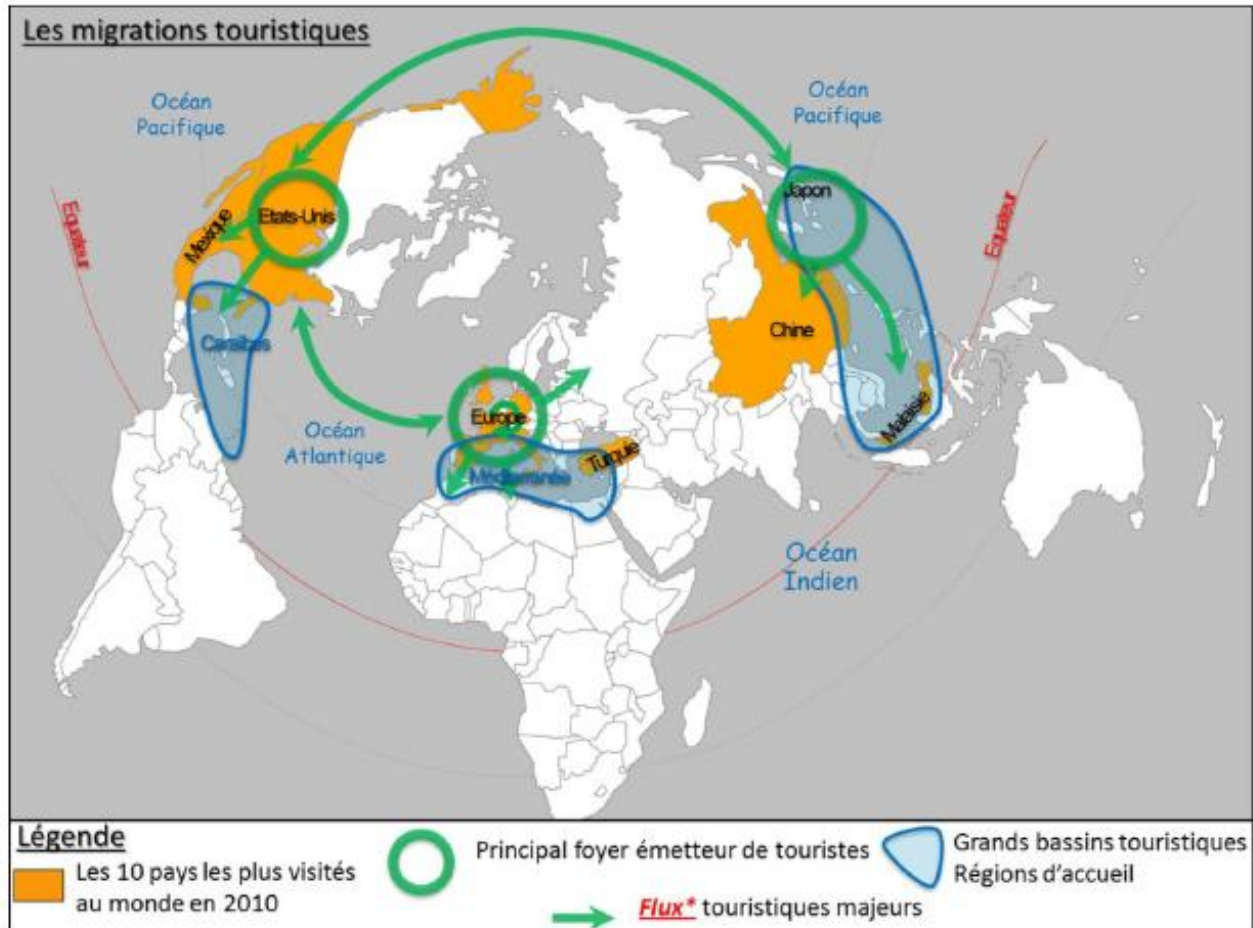 Les migrations touristiques
Océan
Pacifique
Océan
Pacifique
Equateur
Mexique
Etats-Unis
Japon
Equateur
Caraïbes
Chine
Europe
Océan
Atlantique
Méditerranée
Turquie
Malaisie
Océan
Indien
Légende
Les 10 pays les plus visités
au monde en 2010
Principal foyer émetteur de touristes
Flux* touristiques majeurs
Grands bassins touristiques
Régions d'accueil